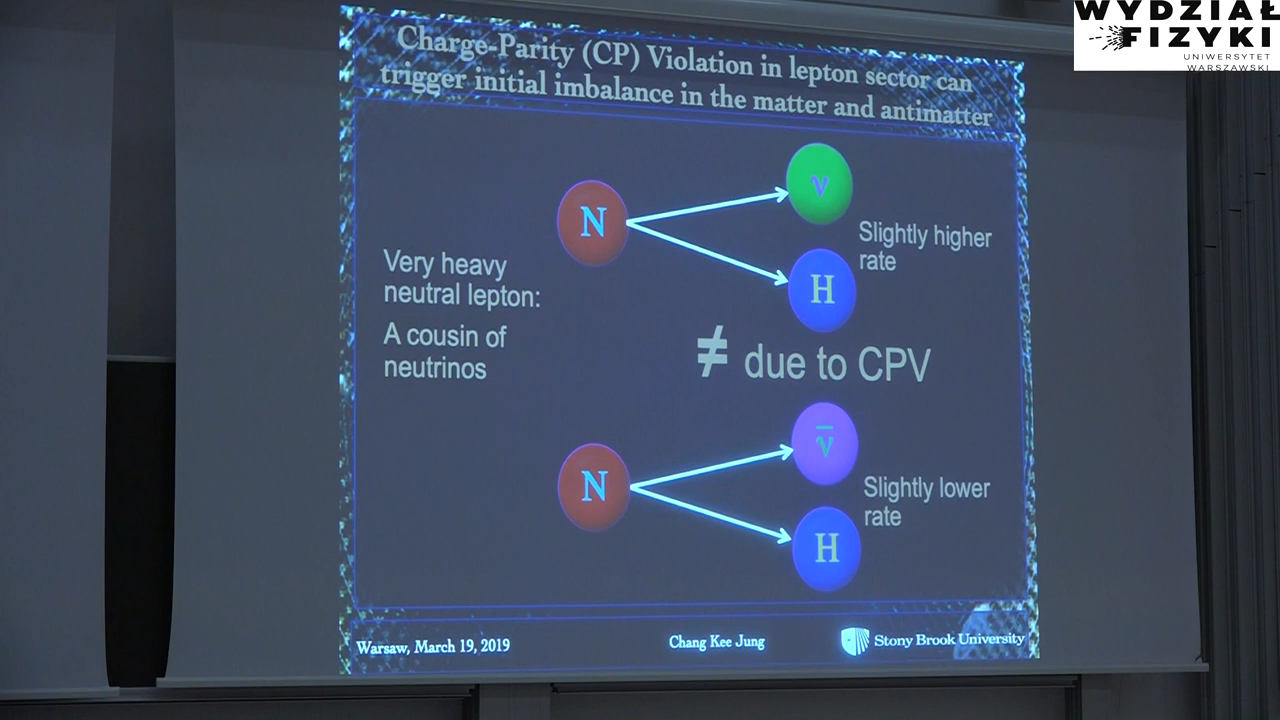 WYDZIAŁ
FIZYKI
UNIWERSYTET
WARSZAWSKI
Charge-Parity (CP) Violation in lepton sector can
trigger initial imbalance in the matter and antimatter
N
ν
H
Slightly higher
rate
Very heavy
neutral lepton:
A cousin of
neutrinos
≠ due to CPV
N
ν̅
H
Slightly lower
rate
Warsaw, March 19, 2019
Chang Kee Jung
Stony Brook University